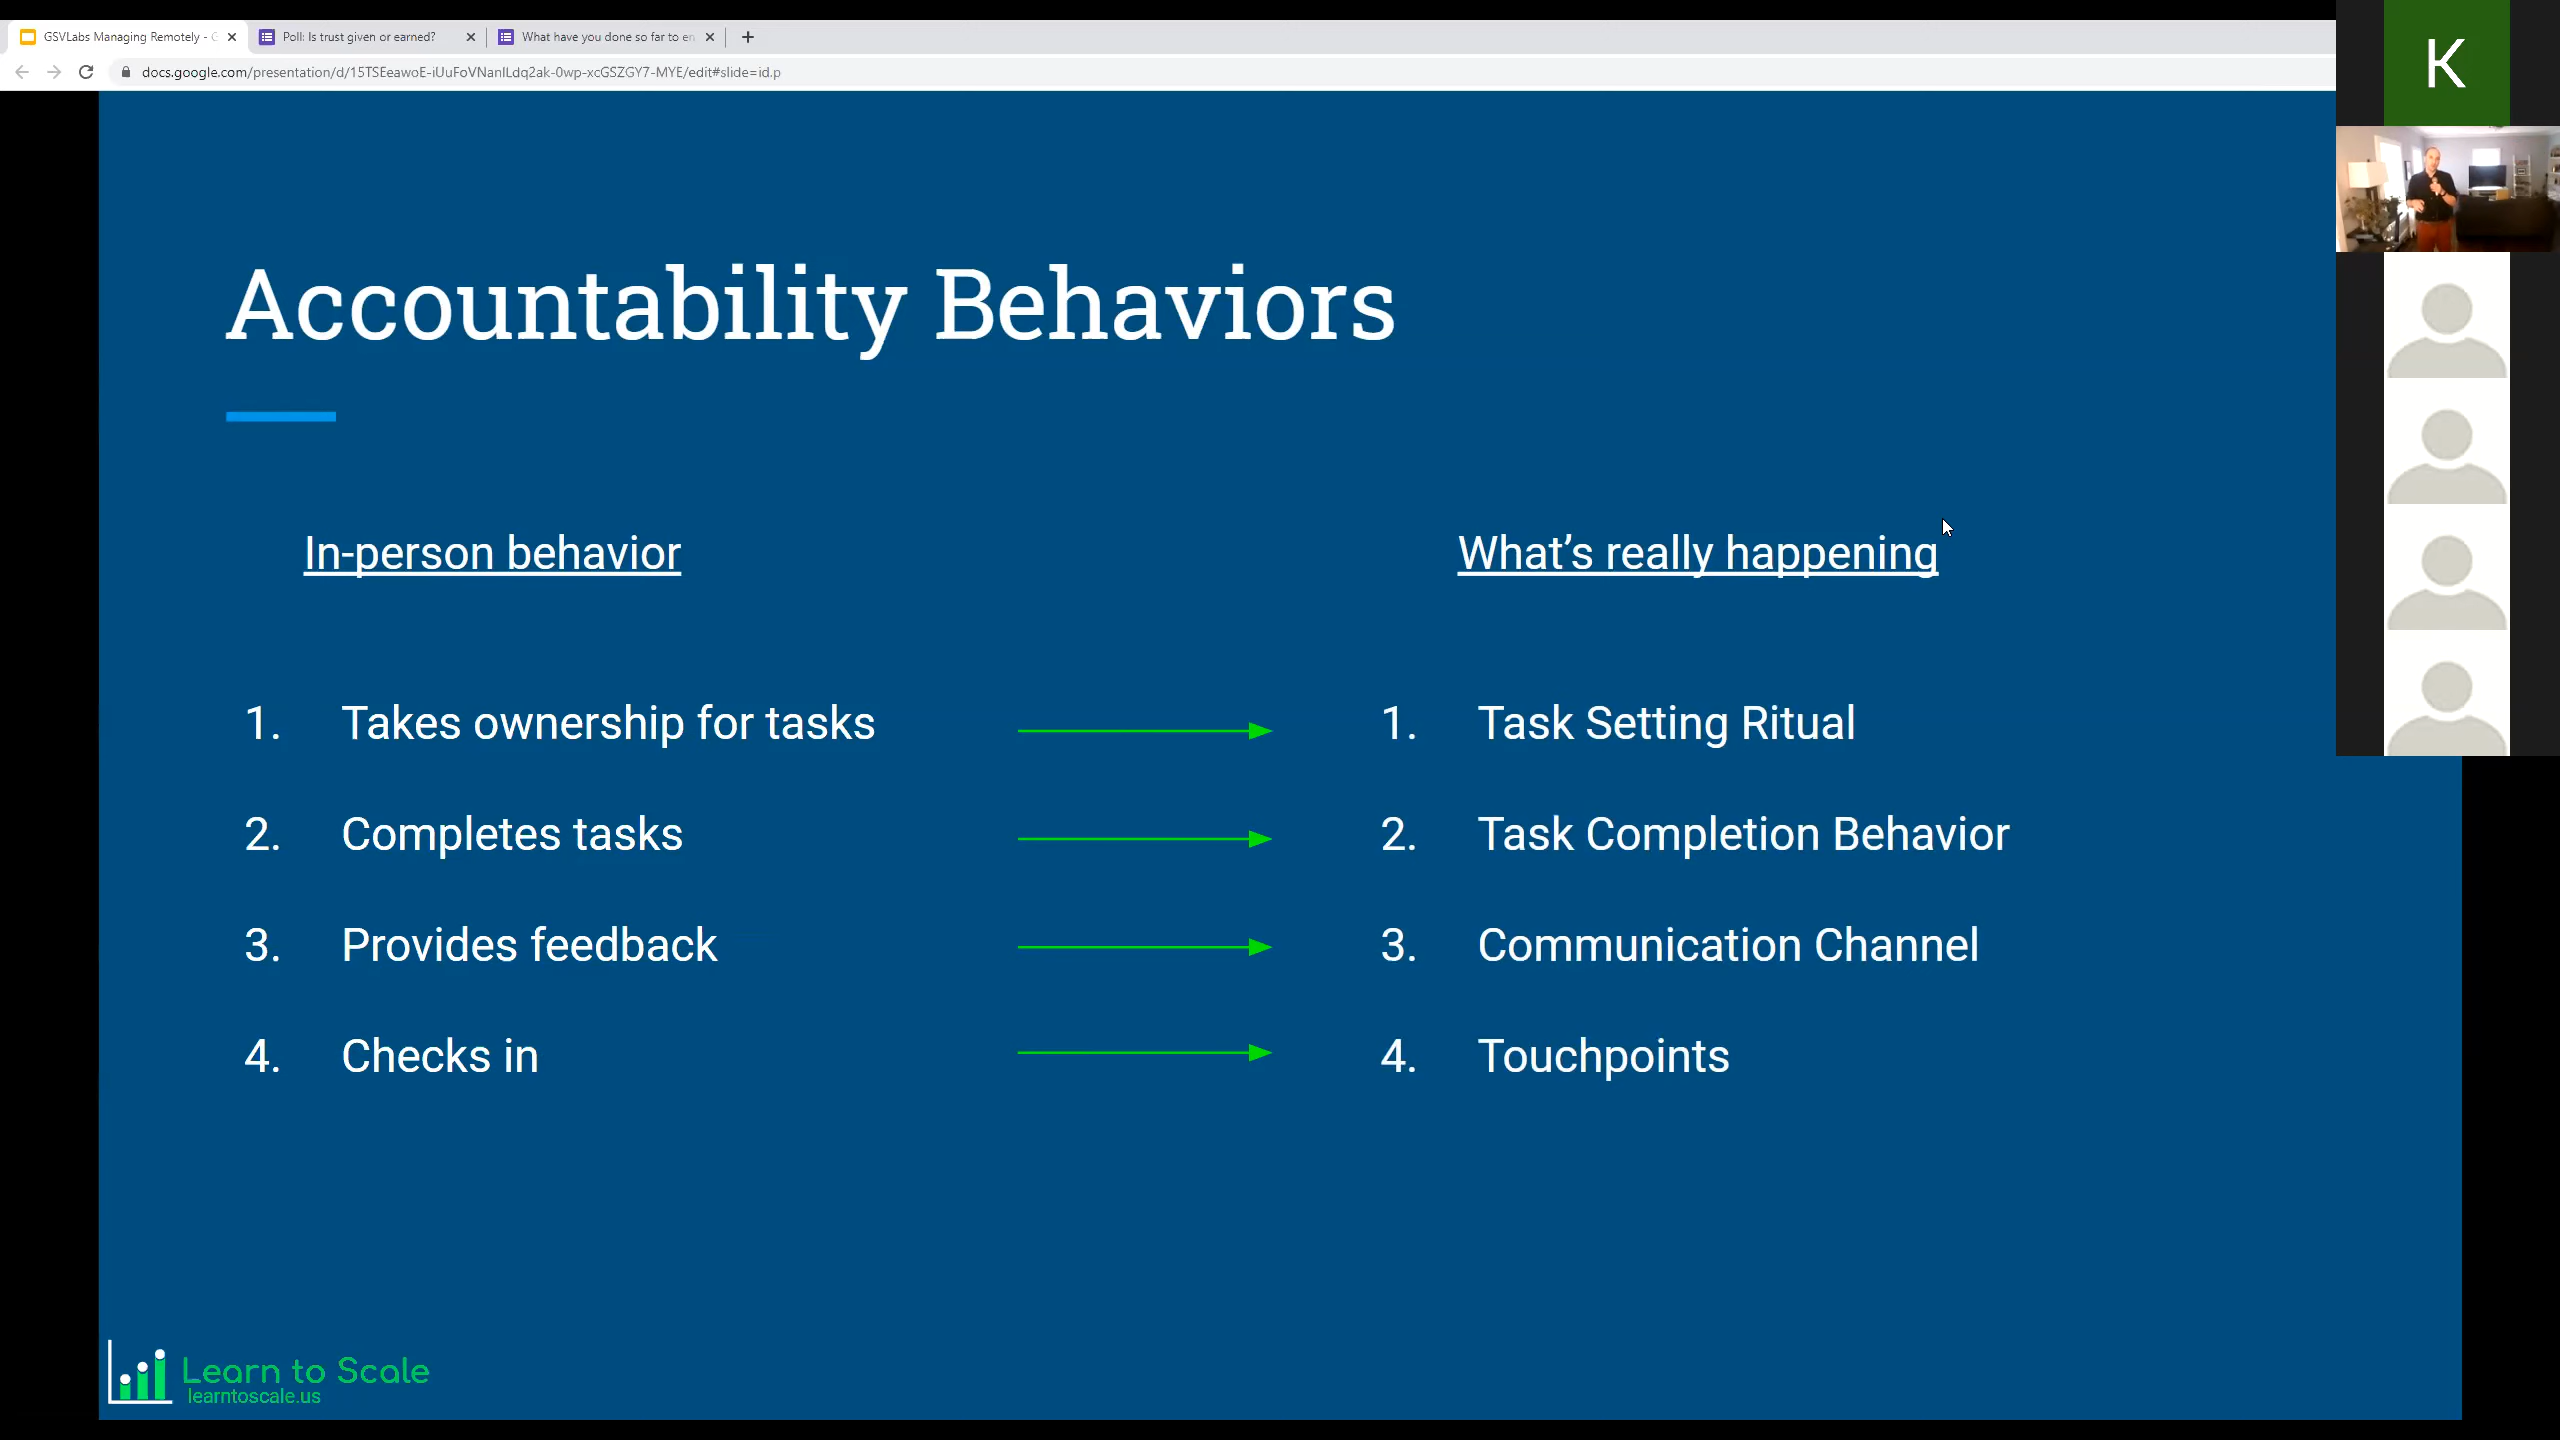 GSVLabs Managing Remotely - G
Poll: Is trust given or earned?
What have you done so far to en
docs.google.com/presentation/d/15TSEeawoE-iUuFoVNanILdq2ak-0wp-xcGSZGY7-MYE/edit#slide=id.p
K
Accountability Behaviors
In-person behavior
1. Takes ownership for tasks
2. Completes tasks
3. Provides feedback
4. Checks in
What’s really happening
1. Task Setting Ritual
2. Task Completion Behavior
3. Communication Channel
4. Touchpoints
Learn to Scale
learntoscale.us